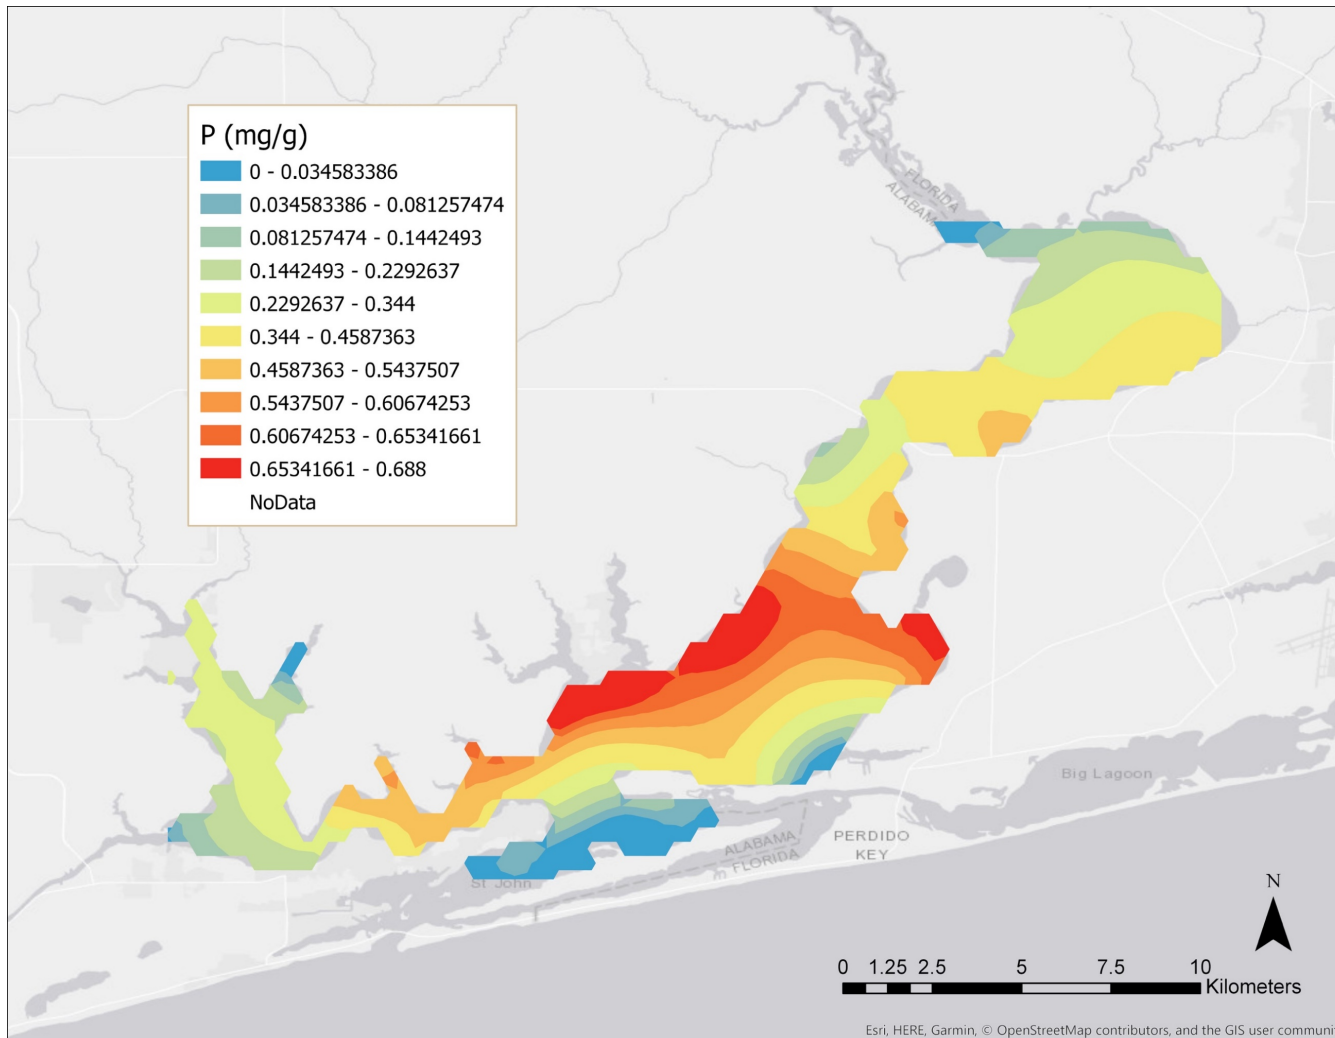 P (mg/g)
0 - 0.034583386
0.034583386 - 0.081257474
0.081257474 - 0.1442493
0.1442493 - 0.2292637
0.2292637 - 0.344
0.344 - 0.4587363
0.4587363 - 0.5437507
0.5437507 - 0.60674253
0.60674253 - 0.65341661
0.65341661 - 0.688
NoData
FLORIDA
ALABAM
Big Lagoon
PERDIDO
KEY
ALABAMA
FLORIDA
St John
N
0 1.25 2.5 5 7.5 10
Kilometers
Esri, HERE, Garmin, © OpenStreetMap contributors, and the GIS user communi